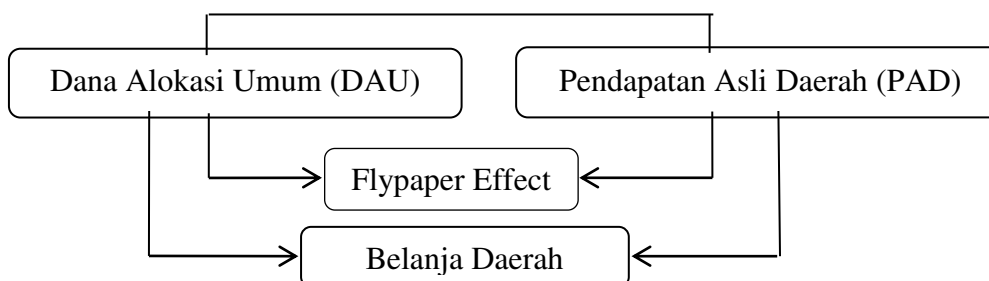 Dana Alokasi Umum (DAU)
Pendapatan Asli Daerah (PAD)
Flypaper Effect
Belanja Daerah